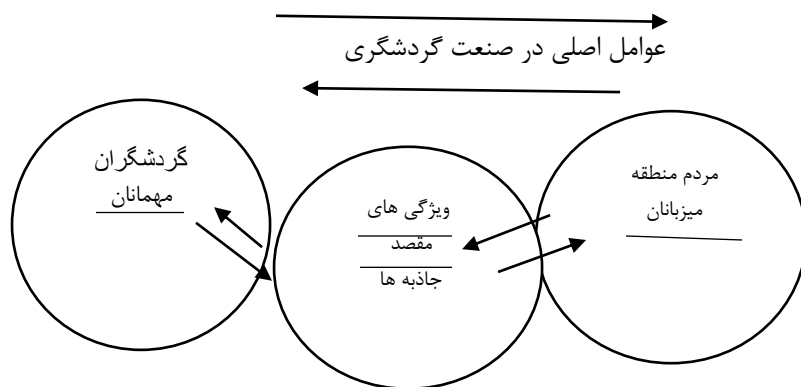 عوامل اصلی در صنعت گردشگری
مردم منطقه
میزبانان
ویژگی های
مقصد
جاذبه ها
گردشگران
مهمانان